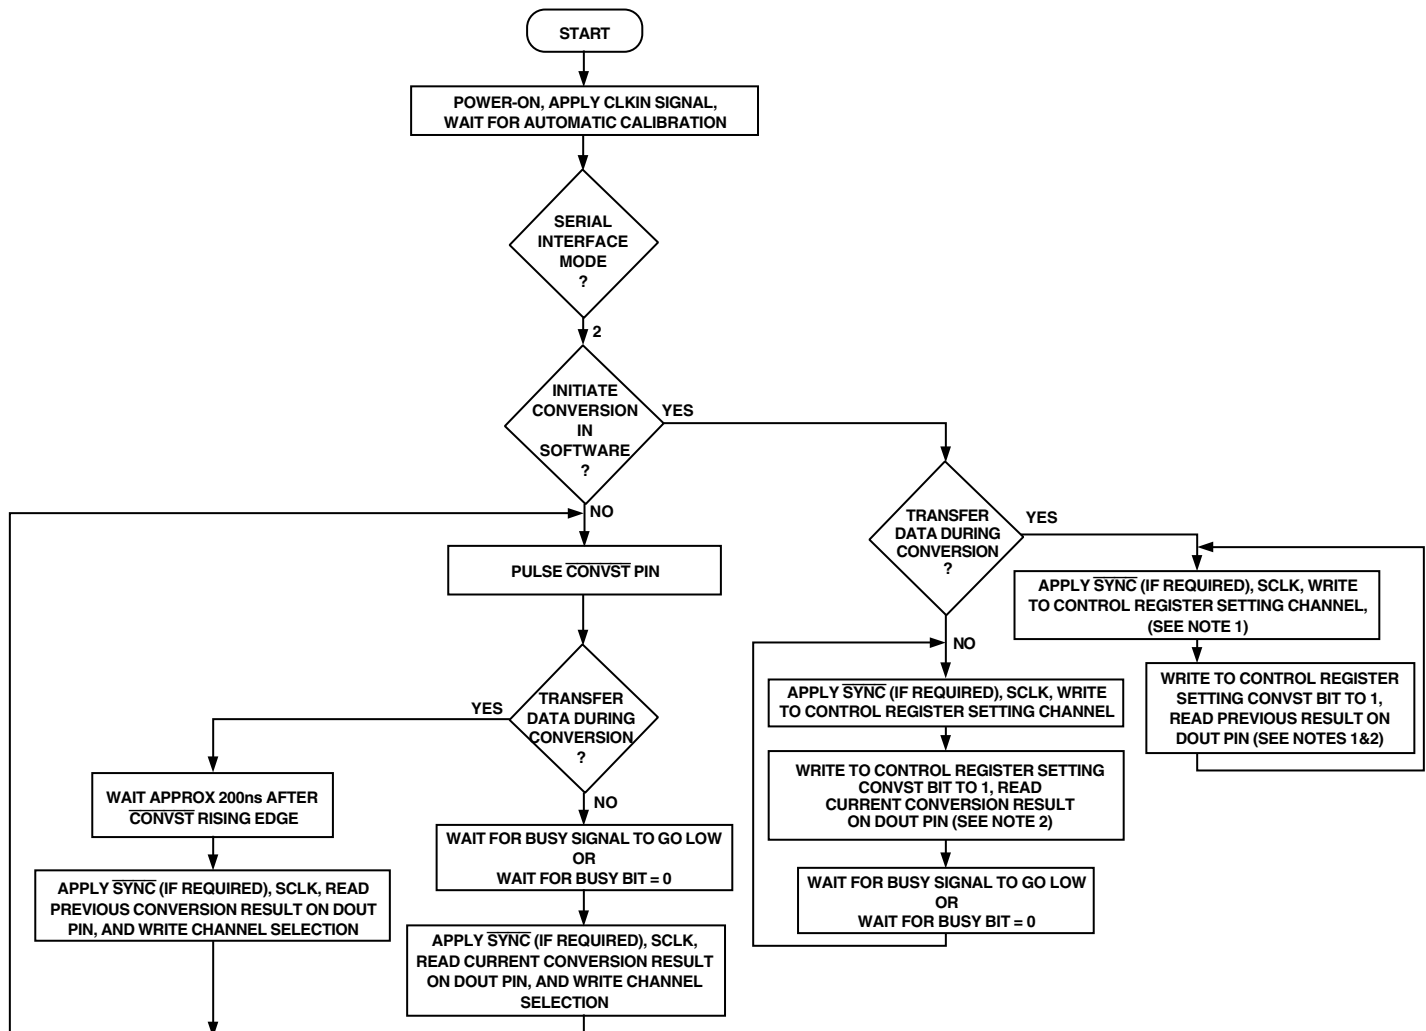 START
POWER-ON, APPLY CLKIN SIGNAL,
WAIT FOR AUTOMATIC CALIBRATION
SERIAL
INTERFACE
MODE
?
2
INITIATE
CONVERSION
IN
SOFTWARE
?
YES
NO
PULSE CONVST PIN
TRANSFER
DATA DURING
CONVERSION
?
YES
WAIT APPROX 200ns AFTER
CONVST RISING EDGE
APPLY SYNC (IF REQUIRED), SCLK, READ
PREVIOUS CONVERSION RESULT ON DOUT
PIN, AND WRITE CHANNEL SELECTION
NO
WAIT FOR BUSY SIGNAL TO GO LOW
OR
WAIT FOR BUSY BIT = 0
APPLY SYNC (IF REQUIRED), SCLK,
READ CURRENT CONVERSION RESULT
ON DOUT PIN, AND WRITE CHANNEL
SELECTION
TRANSFER
DATA DURING
CONVERSION
?
YES
NO
APPLY SYNC (IF REQUIRED), SCLK, WRITE
TO CONTROL REGISTER SETTING CHANNEL
WRITE TO CONTROL REGISTER SETTING
CONVST BIT TO 1, READ
CURRENT CONVERSION RESULT
ON DOUT PIN (SEE NOTE 2)
WAIT FOR BUSY SIGNAL TO GO LOW
OR
WAIT FOR BUSY BIT = 0
APPLY SYNC (IF REQUIRED), SCLK, WRITE
TO CONTROL REGISTER SETTING CHANNEL,
(SEE NOTE 1)
WRITE TO CONTROL REGISTER
SETTING CONVST BIT TO 1,
READ PREVIOUS RESULT ON
DOUT PIN (SEE NOTES 1&2)